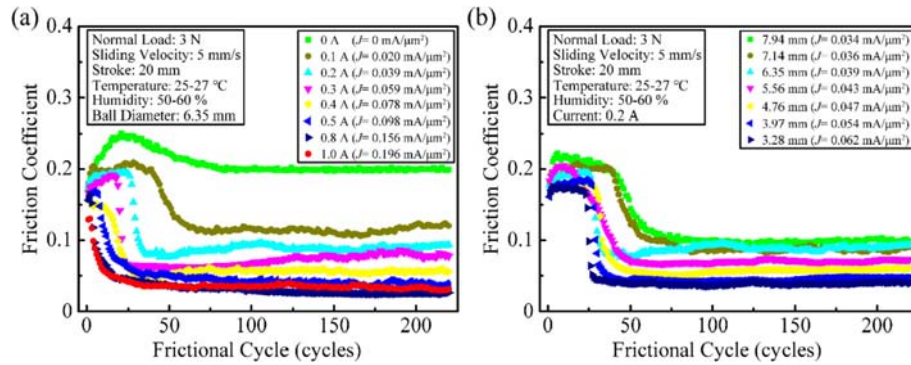 (a)
0.4
0.3
0.2
0.1
0
Friction Coefficient
Normal Load: 3 N
Sliding Velocity: 5 mm/s
Stroke: 20 mm
Temperature: 25-27 ℃
Humidity: 50-60 %
Ball Diameter: 6.35 mm
0 A (J= 0 mA/μm²)
0.1 A (J= 0.020 mA/μm²)
0.2 A (J= 0.039 mA/μm²)
0.3 A (J= 0.059 mA/μm²)
0.4 A (J= 0.078 mA/μm²)
0.5 A (J= 0.098 mA/μm²)
0.8 A (J= 0.156 mA/μm²)
1.0 A (J= 0.196 mA/μm²)
0 50 100 150 200
Frictional Cycle (cycles)
(b)
0.4
0.3
0.2
0.1
0
Friction Coefficient
Normal Load: 3 N
Sliding Velocity: 5 mm/s
Stroke: 20 mm
Temperature: 25-27 ℃
Humidity: 50-60 %
Current: 0.2 A
7.94 mm (J= 0.034 mA/μm²)
7.14 mm (J= 0.036 mA/μm²)
6.35 mm (J= 0.039 mA/μm²)
5.56 mm (J= 0.043 mA/μm²)
4.76 mm (J= 0.047 mA/μm²)
3.97 mm (J= 0.054 mA/μm²)
3.28 mm (J= 0.062 mA/μm²)
0 50 100 150 200
Frictional Cycle (cycles)